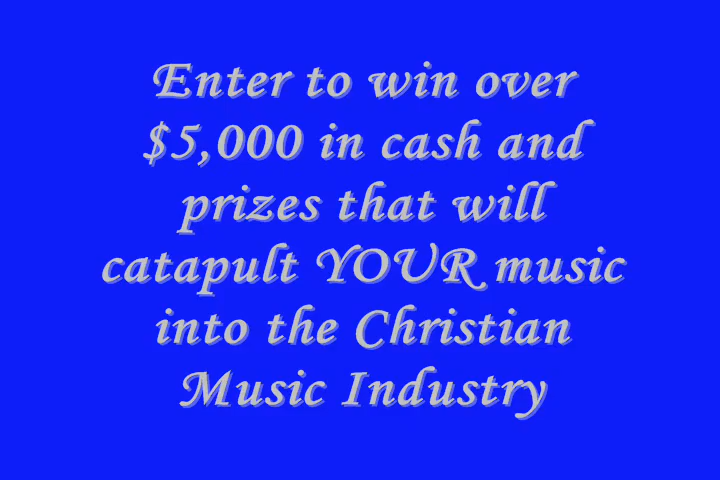 Enter to win over
$5,000 in cash and
prizes that will
catapult YOUR music
into the Christian
Music Industry